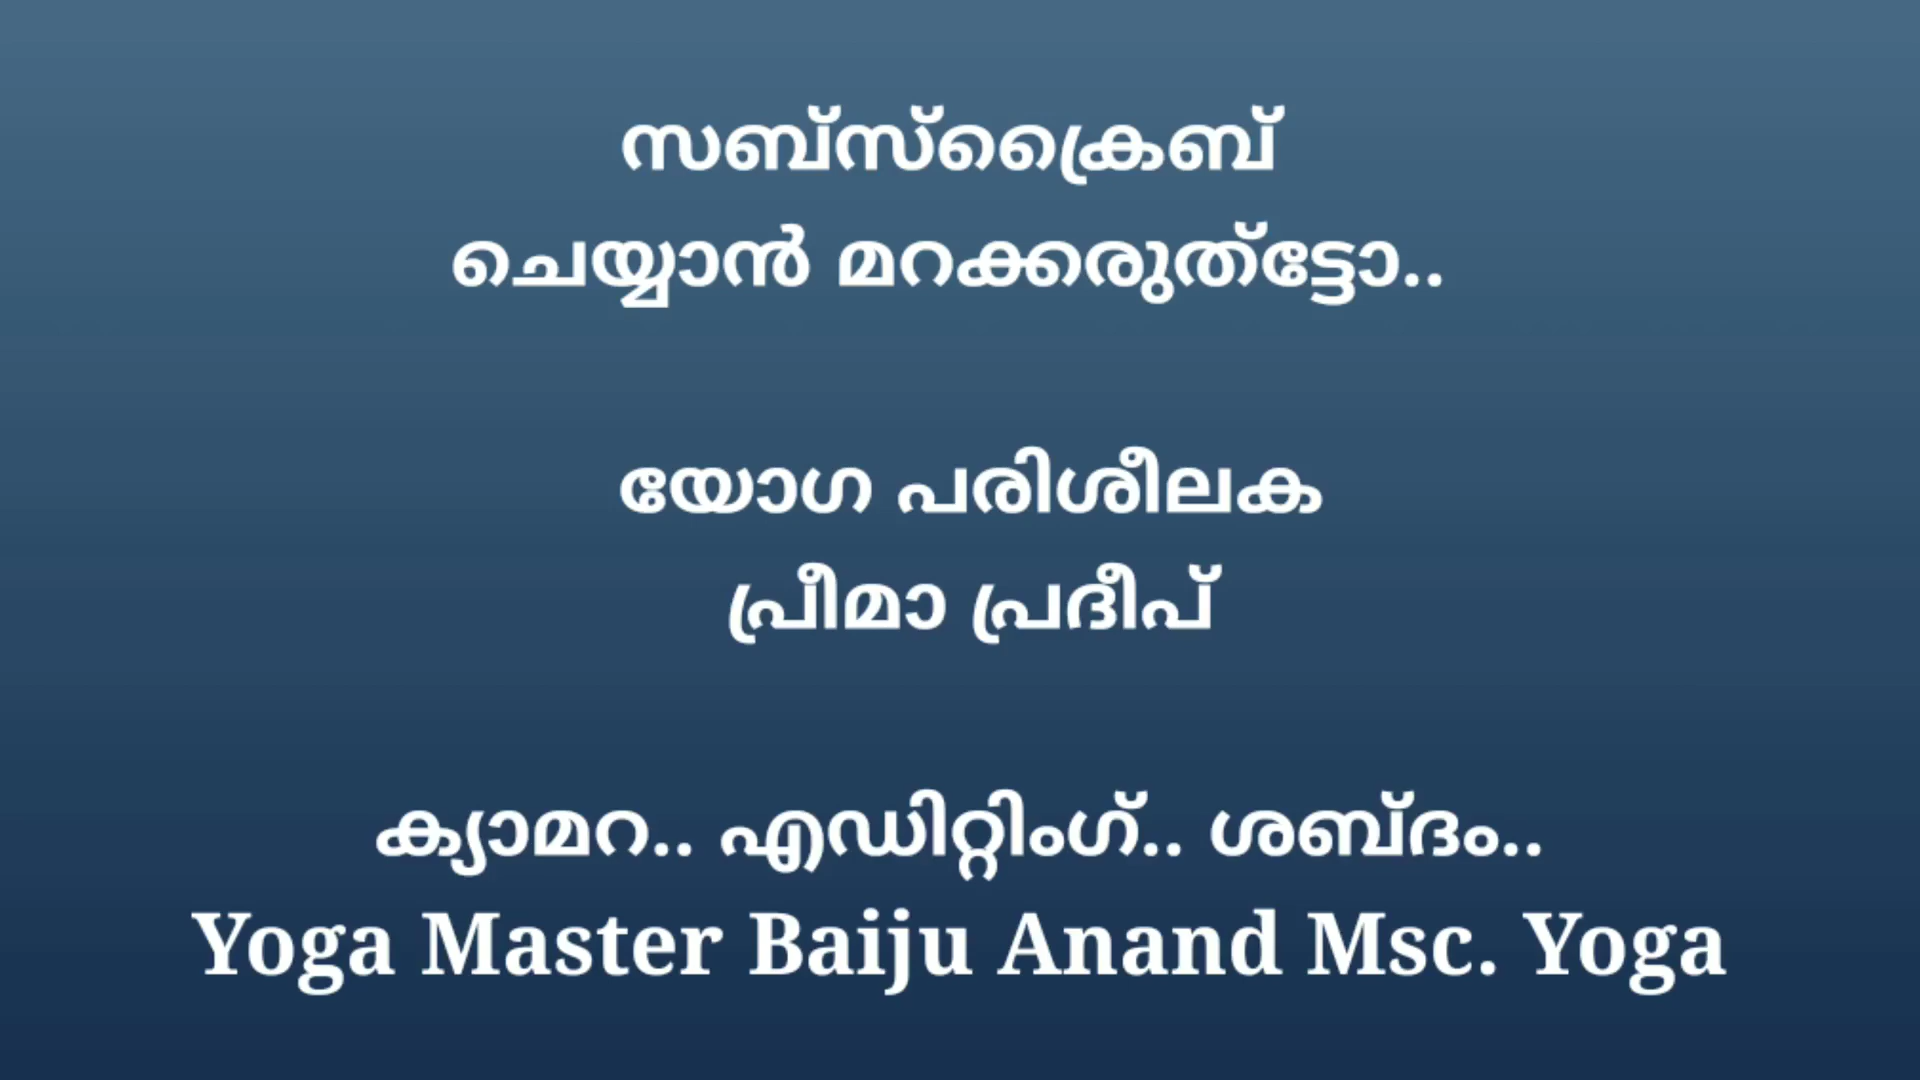 സബ്സ്ക്രൈബ്
ചെയ്യാൻ മറക്കരുത്ട്ടോ..
യോഗ പരിശീലക
പ്രീമാ പ്രദീപ്
ക്യാമറ.. എഡിറ്റിംഗ്.. ശബ്ദം..
Yoga Master Baiju Anand Msc. Yoga